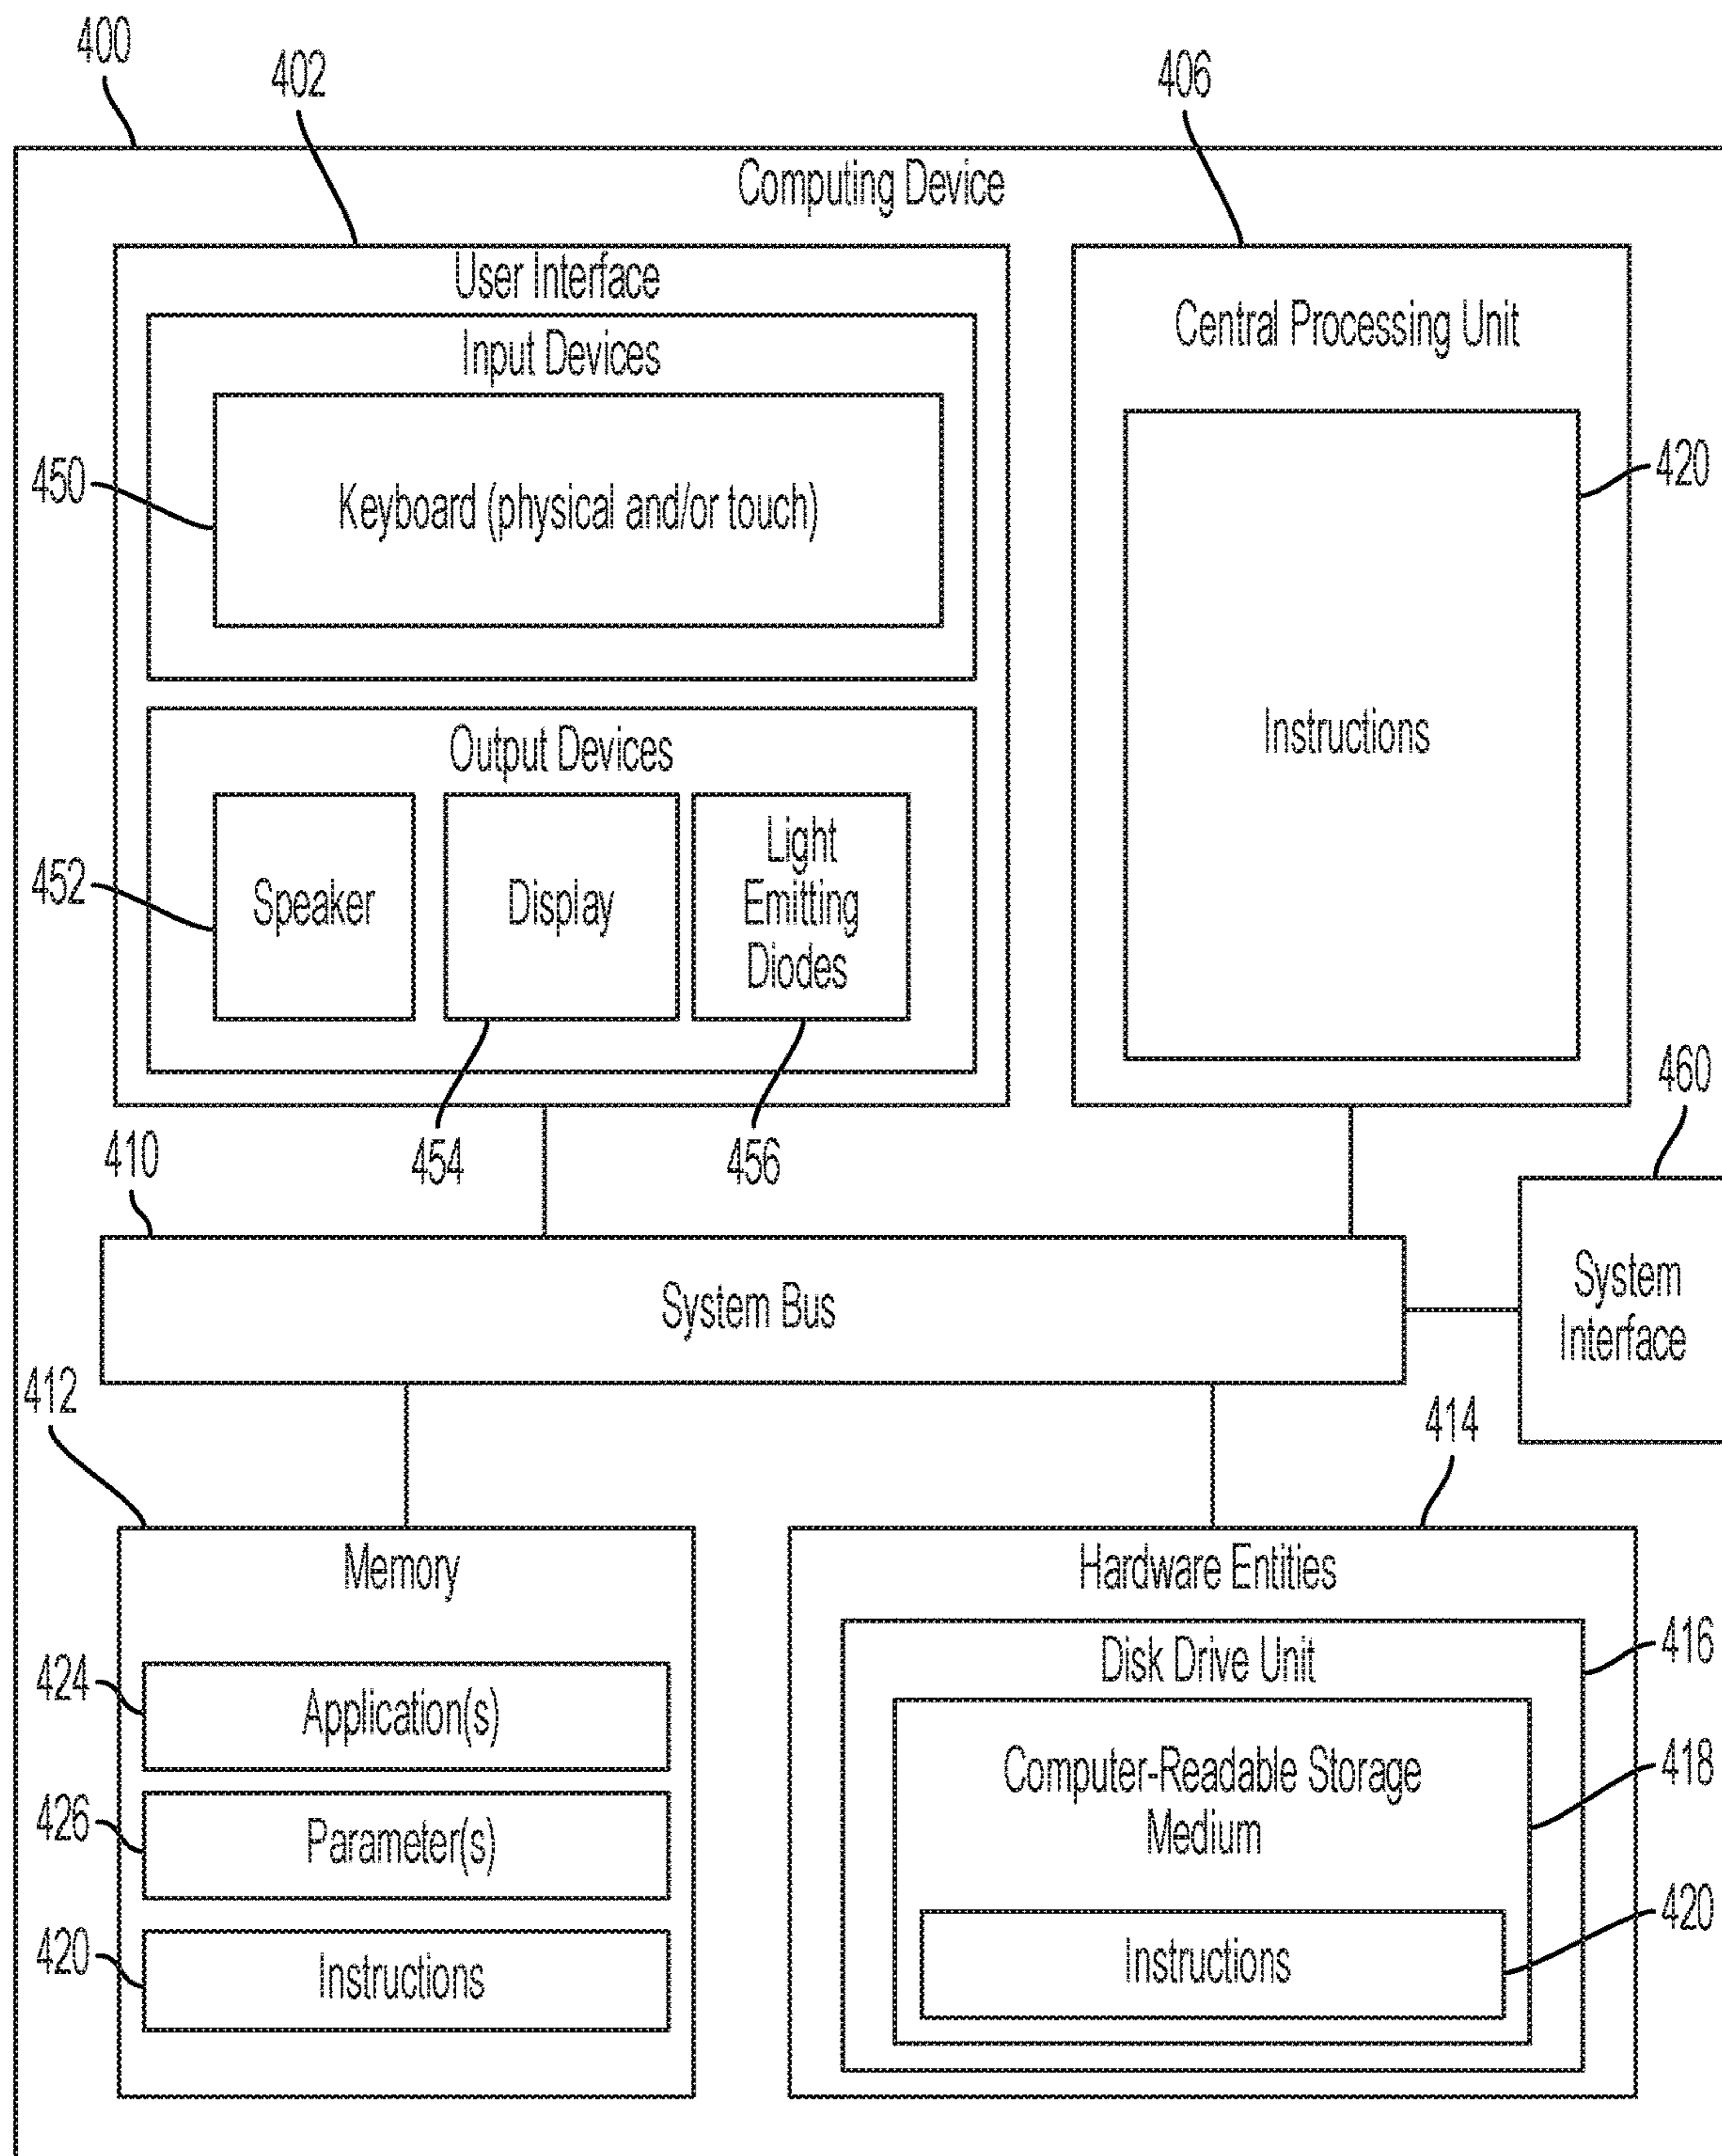 400
402
406
Computing Device
User Interface
Input Devices
450
Keyboard (physical and/or touch)
Output Devices
452
Speaker
Display
Light
Emitting
Diodes
454
456
Central Processing Unit
420
Instructions
460
410
System Bus
System
Interface
412
414
Memory
424
Application(s)
426
Parameter(s)
420
Instructions
Hardware Entities
416
Disk Drive Unit
418
Computer-Readable Storage
Medium
420
Instructions